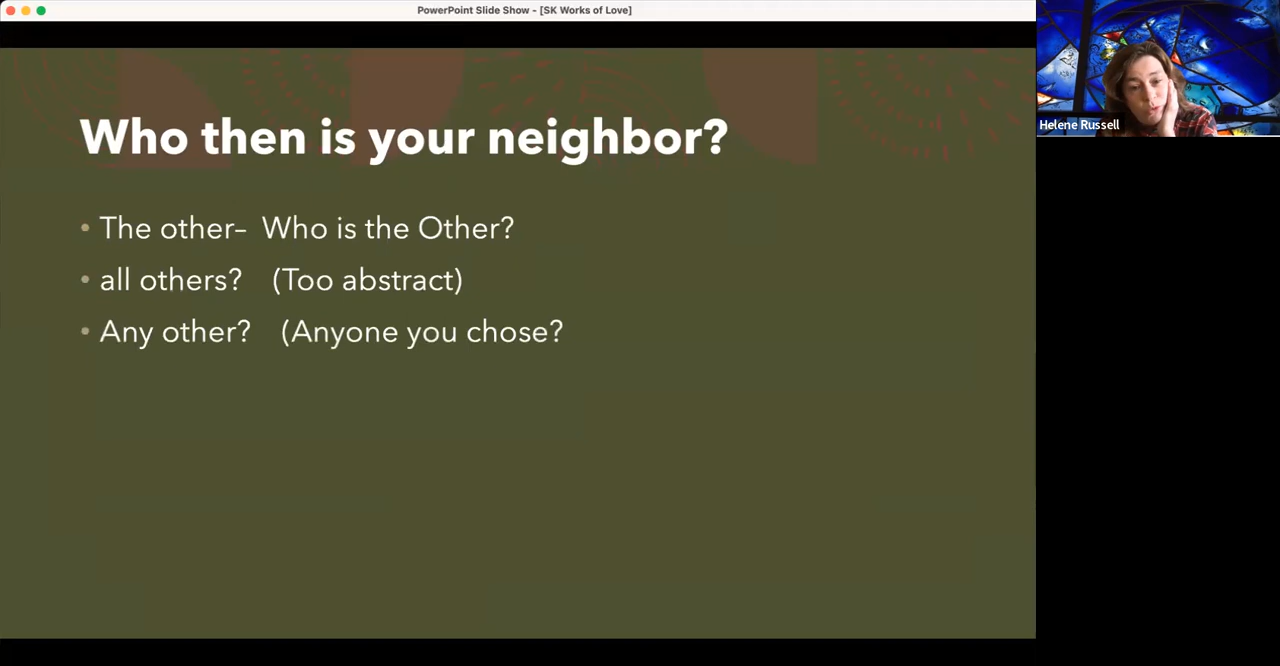 PowerPoint Slide Show - [SK Works of Love]
Helene Russell
Who then is your neighbor?
• The other– Who is the Other?
• all others? (Too abstract)
• Any other? (Anyone you chose?